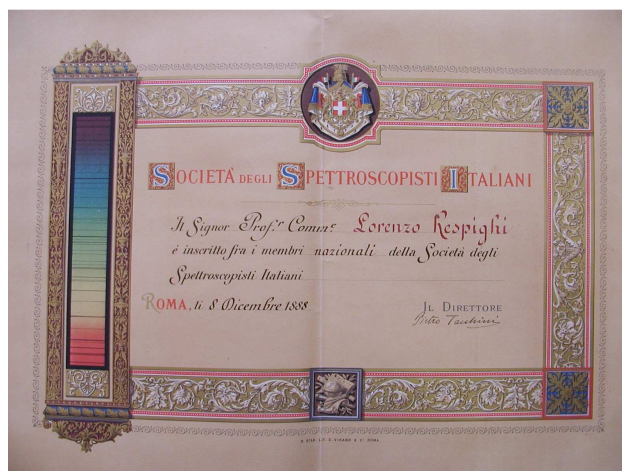 SOCIETÀ DEGLI SPETTROSCOPISTI ITALIANI
Il Signor Prof.r Comm.e Lorenzo Respighi
é inscritto fra i membri nazionali della Società degli
Spettroscopisti Italiani
ROMA, li 8 Dicembre 1888
IL DIRETTORE
Pietro Tacchini
ROMA